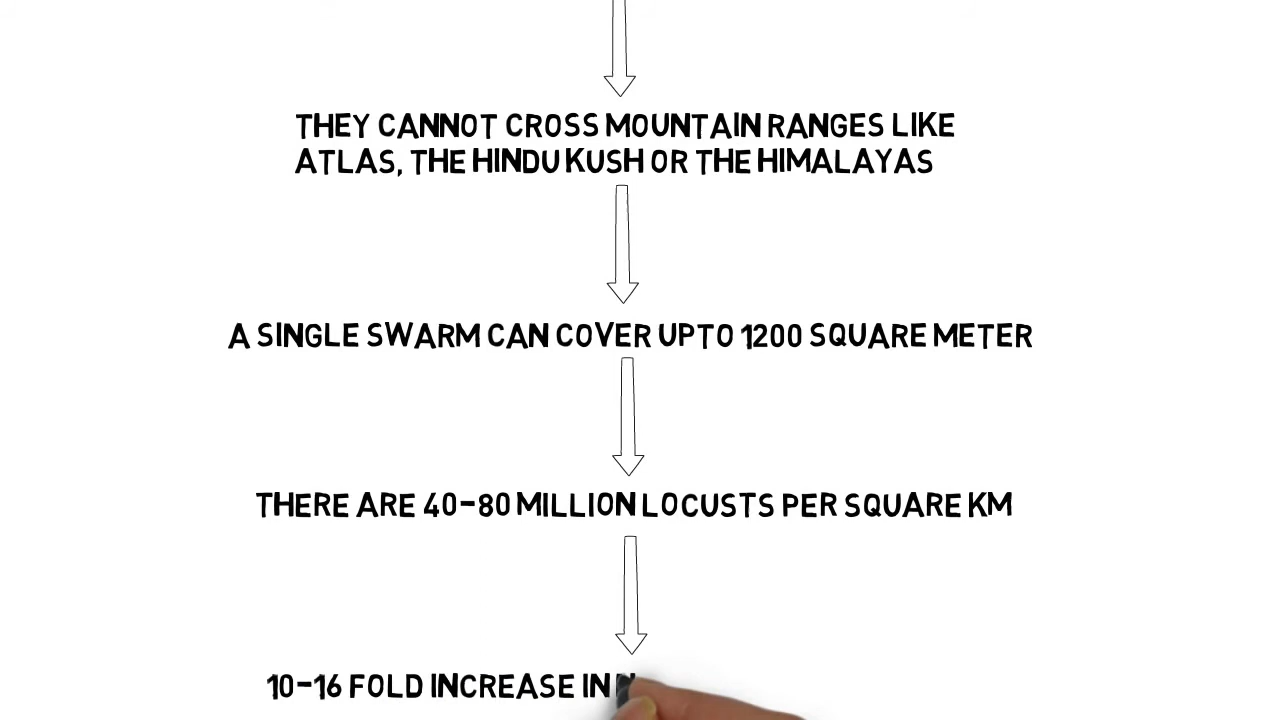 THEY CANNOT CROSS MOUNTAIN RANGES LIKE
ATLAS, THE HINDU KUSH OR THE HIMALAYAS
A SINGLE SWARM CAN COVER UPTO 1200 SQUARE METER
THERE ARE 40-80 MILLION LOCUSTS PER SQUARE KM
10-16 FOLD INCREASE IN